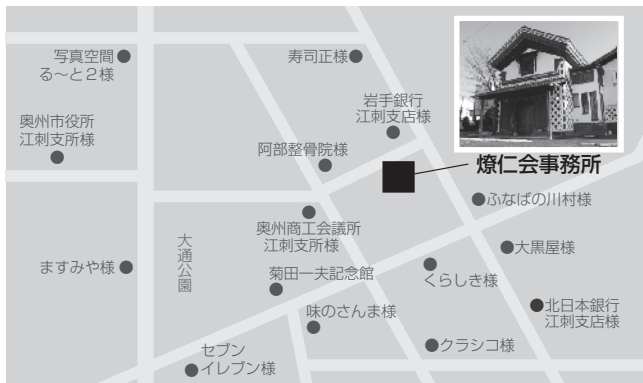 写真空間
る〜と２様
寿司正様
奥州市役所
江刺支所様
岩手銀行
江刺支店様
阿部整骨院様
燎仁会事務所
ふなばの川村様
奥州商工会議所
江刺支所様
大通公園
大黒屋様
ますみや様
菊田一夫記念館
くらしき様
味のさんま様
北日本銀行
江刺支店様
セブン
イレブン様
クラシコ様